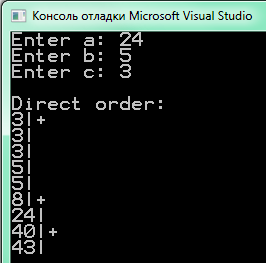 Консоль отладки Microsoft Visual Studio
Enter a: 24
Enter b: 5
Enter c: 3
Direct order:
3|+
3|
3|
5|
5|
8|+
24|
40|+
43|